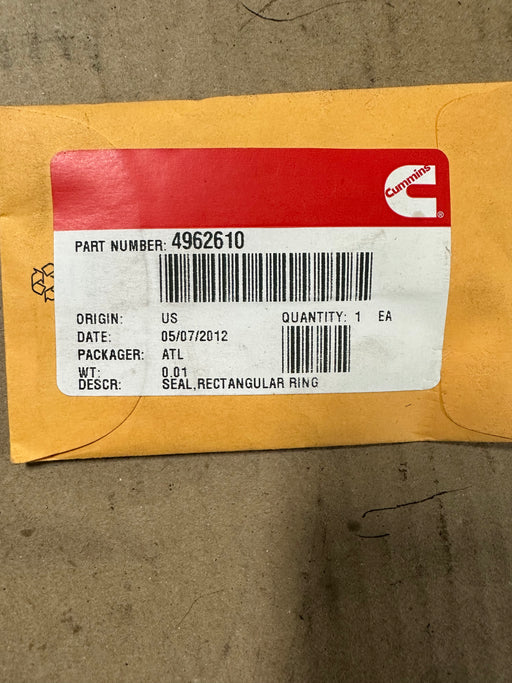 Cummins
®
PART NUMBER: 4962610
ORIGIN: US QUANTITY: 1 EA
DATE: 05/07/2012
PACKAGER: ATL
WT: 0.01
DESCR: SEAL,RECTANGULAR RING